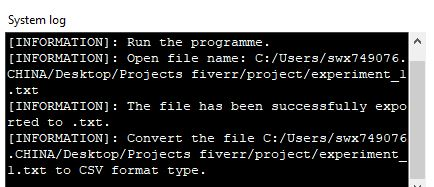 System log
[INFORMATION]: Run the programme.
[INFORMATION]: Open file name: C:/Users/swx749076.
CHINA/Desktop/Projects fiverr/project/experiment_l
.txt
[INFORMATION]: The file has been successfully expo
rted to .txt.
[INFORMATION]: Convert the file C:/Users/swx749076
.CHINA/Desktop/Projects fiverr/project/experiment_
l.txt to CSV format type.